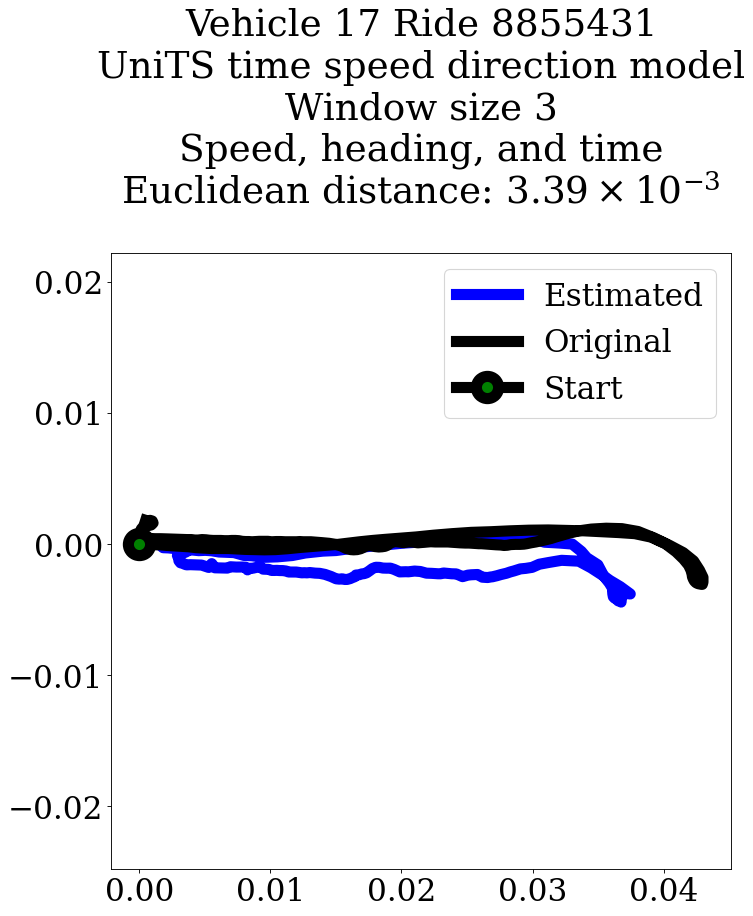 Vehicle 17 Ride 8855431
UniTS time speed direction model
Window size 3
Speed, heading, and time
Euclidean distance: 3.39 × 10⁻³
Estimated
Original
Start
0.02
0.01
0.00
−0.01
−0.02
0.00 0.01 0.02 0.03 0.04